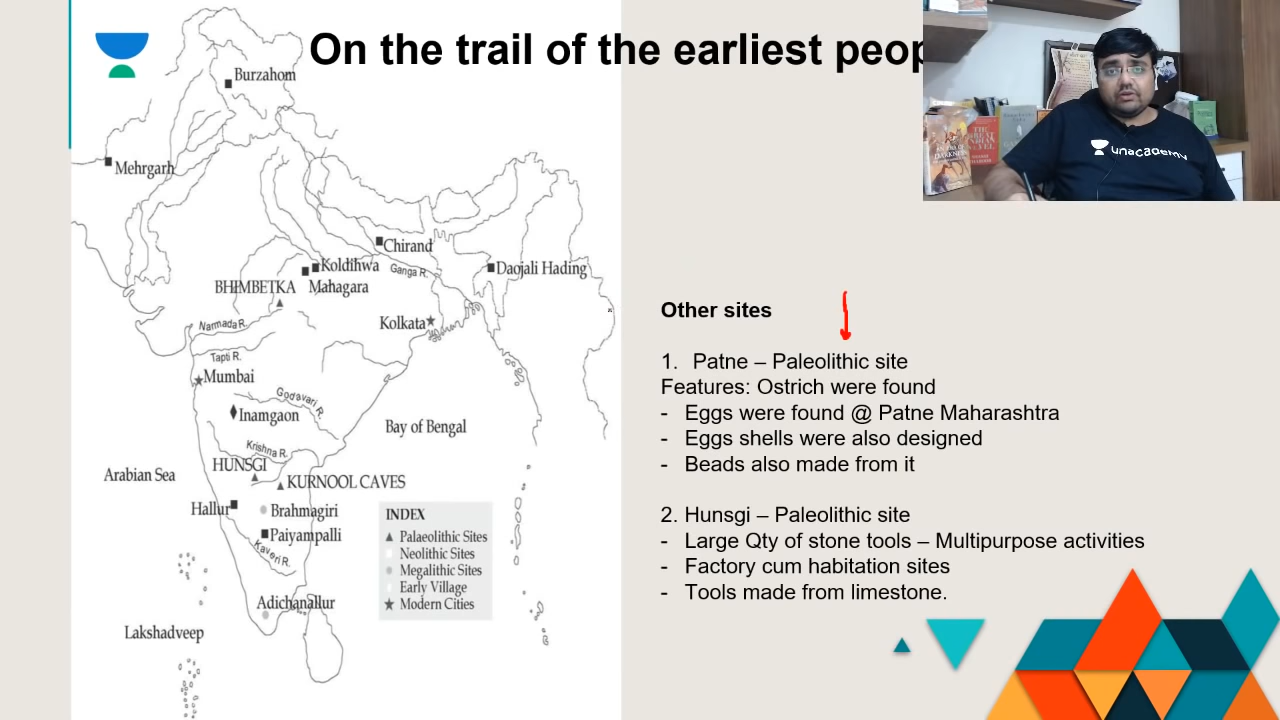 On the trail of the earliest peop
Burzahom
Mehrgarh
Chirand
Koldihwa
Ganga R.
Daojali Hading
BHIMBETKA
Mahagara
Narmada R.
Kolkata
Tapti R.
Mumbai
Godavari R.
Inamgaon
Bay of Bengal
Krishna R.
HUNSGI
Arabian Sea
KURNOOL CAVES
Hallur
Brahmagiri
Paiyampalli
Kaveri R.
Adichanallur
Lakshadveep
INDEX
Palaeolithic Sites
Neolithic Sites
Megalithic Sites
Early Village
Modern Cities
unacademy
Other sites
1. Patne – Paleolithic site
Features: Ostrich were found
- Eggs were found @ Patne Maharashtra
- Eggs shells were also designed
- Beads also made from it
2. Hunsgi – Paleolithic site
- Large Qty of stone tools – Multipurpose activities
- Factory cum habitation sites
- Tools made from limestone.